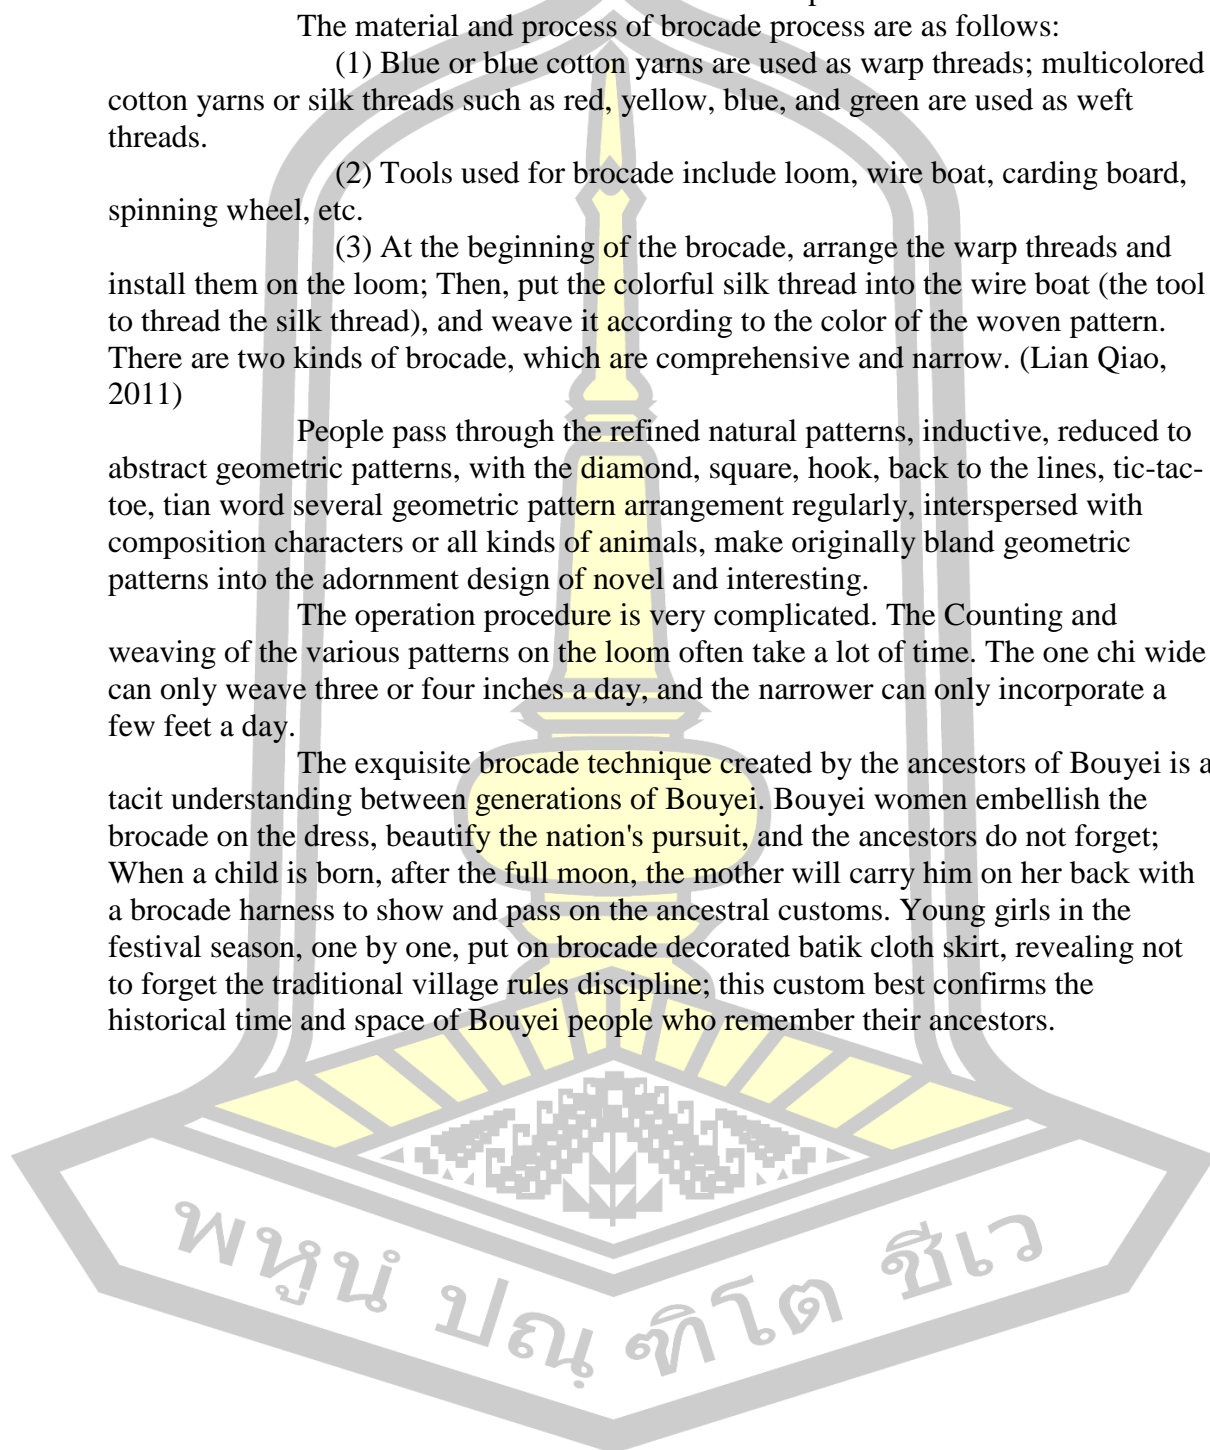 The material and process of brocade process are as follows:
(1) Blue or blue cotton yarns are used as warp threads; multicolored
cotton yarns or silk threads such as red, yellow, blue, and green are used as weft
threads.
(2) Tools used for brocade include loom, wire boat, carding board,
spinning wheel, etc.
(3) At the beginning of the brocade, arrange the warp threads and
install them on the loom; Then, put the colorful silk thread into the wire boat (the tool
to thread the silk thread), and weave it according to the color of the woven pattern.
There are two kinds of brocade, which are comprehensive and narrow. (Lian Qiao,
2011)
People pass through the refined natural patterns, inductive, reduced to
abstract geometric patterns, with the diamond, square, hook, back to the lines, tic-tac-
toe, tian word several geometric pattern arrangement regularly, interspersed with
composition characters or all kinds of animals, make originally bland geometric
patterns into the adornment design of novel and interesting.
The operation procedure is very complicated. The Counting and
weaving of the various patterns on the loom often take a lot of time. The one chi wide
can only weave three or four inches a day, and the narrower can only incorporate a
few feet a day.
The exquisite brocade technique created by the ancestors of Bouyei is a
tacit understanding between generations of Bouyei. Bouyei women embellish the
brocade on the dress, beautify the nation's pursuit, and the ancestors do not forget;
When a child is born, after the full moon, the mother will carry him on her back with
a brocade harness to show and pass on the ancestral customs. Young girls in the
festival season, one by one, put on brocade decorated batik cloth skirt, revealing not
to forget the traditional village rules discipline; this custom best confirms the
historical time and space of Bouyei people who remember their ancestors.
พหูนํ ปณฺฑิโต ชีเว